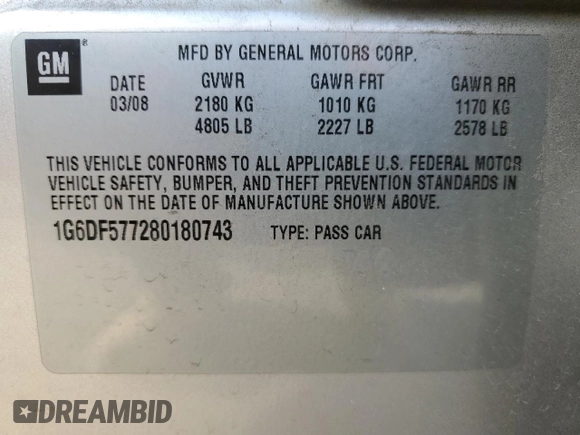 GM ®
MFD BY GENERAL MOTORS CORP.
DATE GVWR GAWR FRT GAWR RR
03/08 2180 KG 1010 KG 1170 KG
4805 LB 2227 LB 2578 LB
THIS VEHICLE CONFORMS TO ALL APPLICABLE U.S. FEDERAL MOTOR
VEHICLE SAFETY, BUMPER, AND THEFT PREVENTION STANDARDS IN
EFFECT ON THE DATE OF MANUFACTURE SHOWN ABOVE.
1G6DF577280180743 TYPE: PASS CAR
DREAMBID